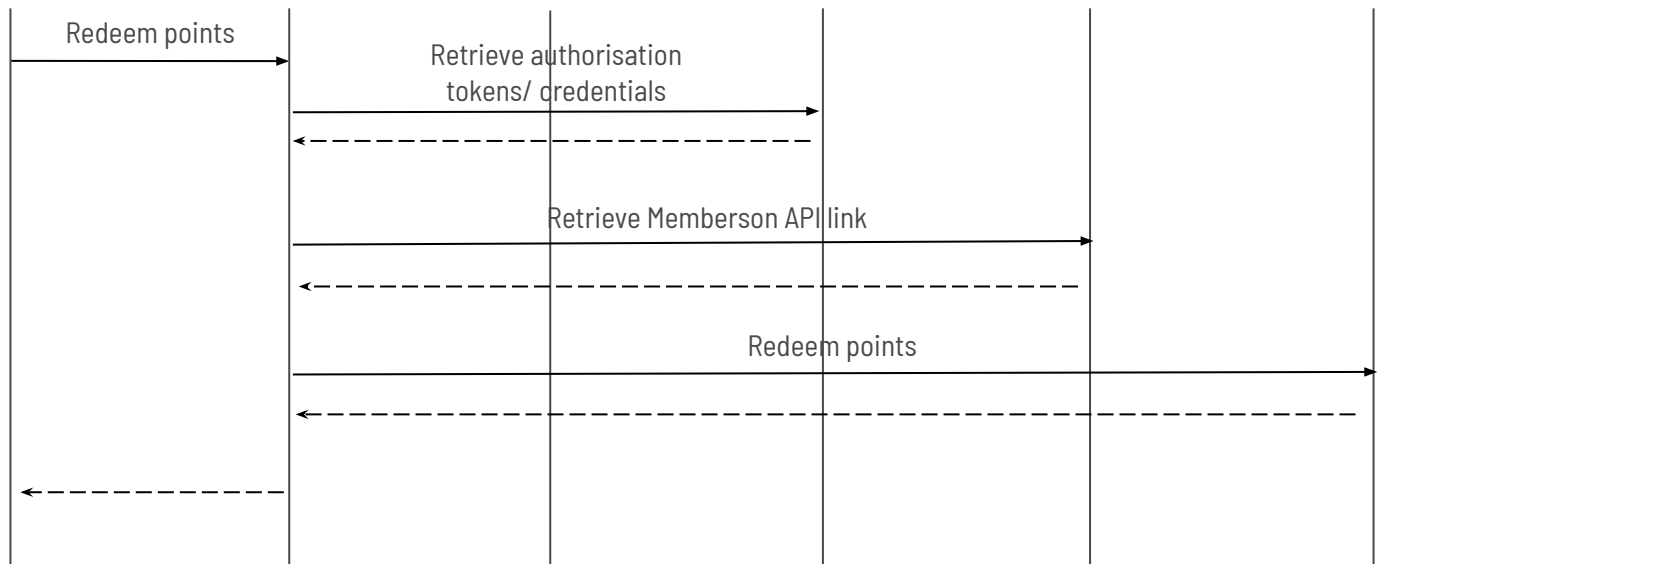 Redeem points
Retrieve authorisation
tokens/ credentials
Retrieve Memberson API link
Redeem points